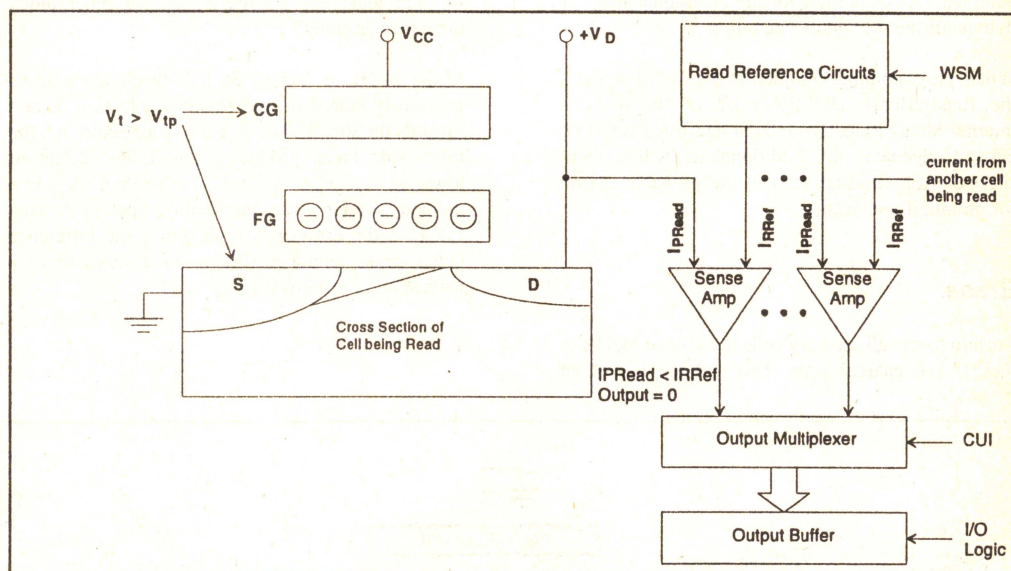 V_CC
+V_D
Read Reference Circuits
WSM
V_t > V_tp
CG
current from
another cell
being read
• • •
FG
I_PRead
I_RRef
I_PRead
I_RRef
S
D
Sense
Amp
Sense
Amp
• • •
Cross Section of
Cell being Read
IPRead < IRRef
Output = 0
Output Multiplexer
CUI
Output Buffer
I/O
Logic